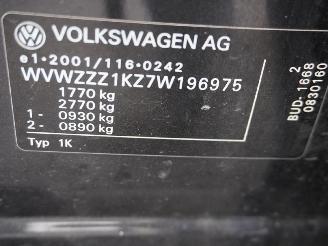 VOLKSWAGEN AG
e1*2001/116*0242
WVWZZZ1KZ7W196975
1770 kg
2770 kg
1- 0930 kg
2- 0890 kg
Typ 1K
BUD-1668 2
0830160